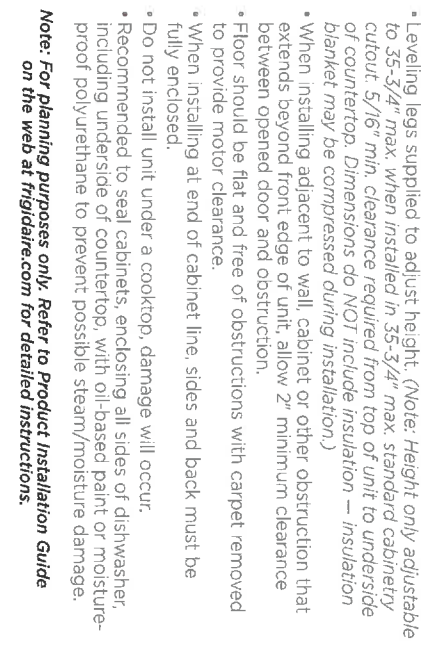 • Leveling legs supplied to adjust height. (Note: Height only adjustable
to 35-3/4" max. when installed in 35-3/4" max. standard cabinetry
cutout. 5/16" min. clearance required from top of unit to underside
of countertop. Dimensions do NOT include insulation — insulation
blanket may be compressed during installation.)
• When installing adjacent to wall, cabinet or other obstruction that
extends beyond front edge of unit, allow 2" minimum clearance
between opened door and obstruction.
• Floor should be flat and free of obstructions with carpet removed
to provide motor clearance.
• When installing at end of cabinet line, sides and back must be
fully enclosed.
• Do not install unit under a cooktop, damage will occur.
• Recommended to seal cabinets, enclosing all sides of dishwasher,
including underside of countertop, with oil-based paint or moisture-
proof polyurethane to prevent possible steam/moisture damage.
Note: For planning purposes only. Refer to Product Installation Guide
on the web at frigidaire.com for detailed instructions.